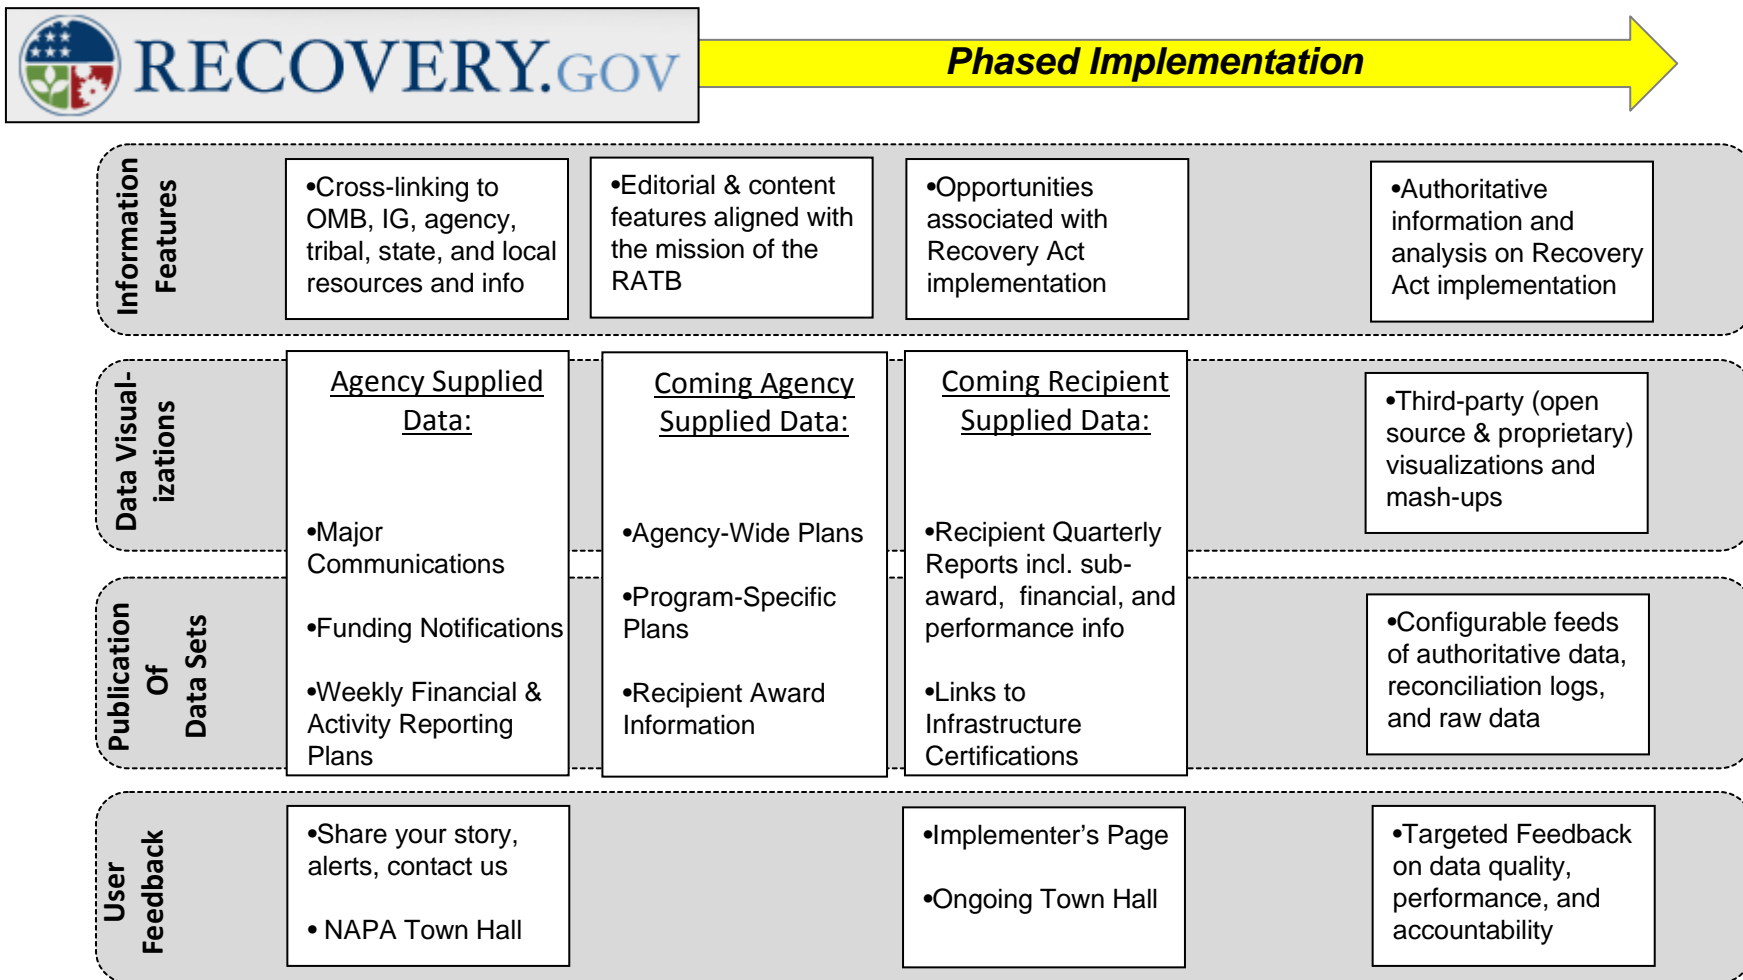 RECOVERY.GOV
Phased Implementation
Information
Features
•Cross-linking to
OMB, IG, agency,
tribal, state, and local
resources and info
•Editorial & content
features aligned with
the mission of the
RATB
•Opportunities
associated with
Recovery Act
implementation
•Authoritative
information and
analysis on Recovery
Act implementation
Data Visual-
izations
Publication
Of
Data Sets
Agency Supplied
Data:
•Major
Communications
•Funding Notifications
•Weekly Financial &
Activity Reporting
Plans
Coming Agency
Supplied Data:
•Agency-Wide Plans
•Program-Specific
Plans
•Recipient Award
Information
Coming Recipient
Supplied Data:
•Recipient Quarterly
Reports incl. sub-
award,  financial, and
performance info
•Links to
Infrastructure
Certifications
•Third-party (open
source & proprietary)
visualizations and
mash-ups
•Configurable feeds
of authoritative data,
reconciliation logs,
and raw data
User
Feedback
•Share your story,
alerts, contact us
• NAPA Town Hall
•Implementer’s Page
•Ongoing Town Hall
•Targeted Feedback
on data quality,
performance, and
accountability